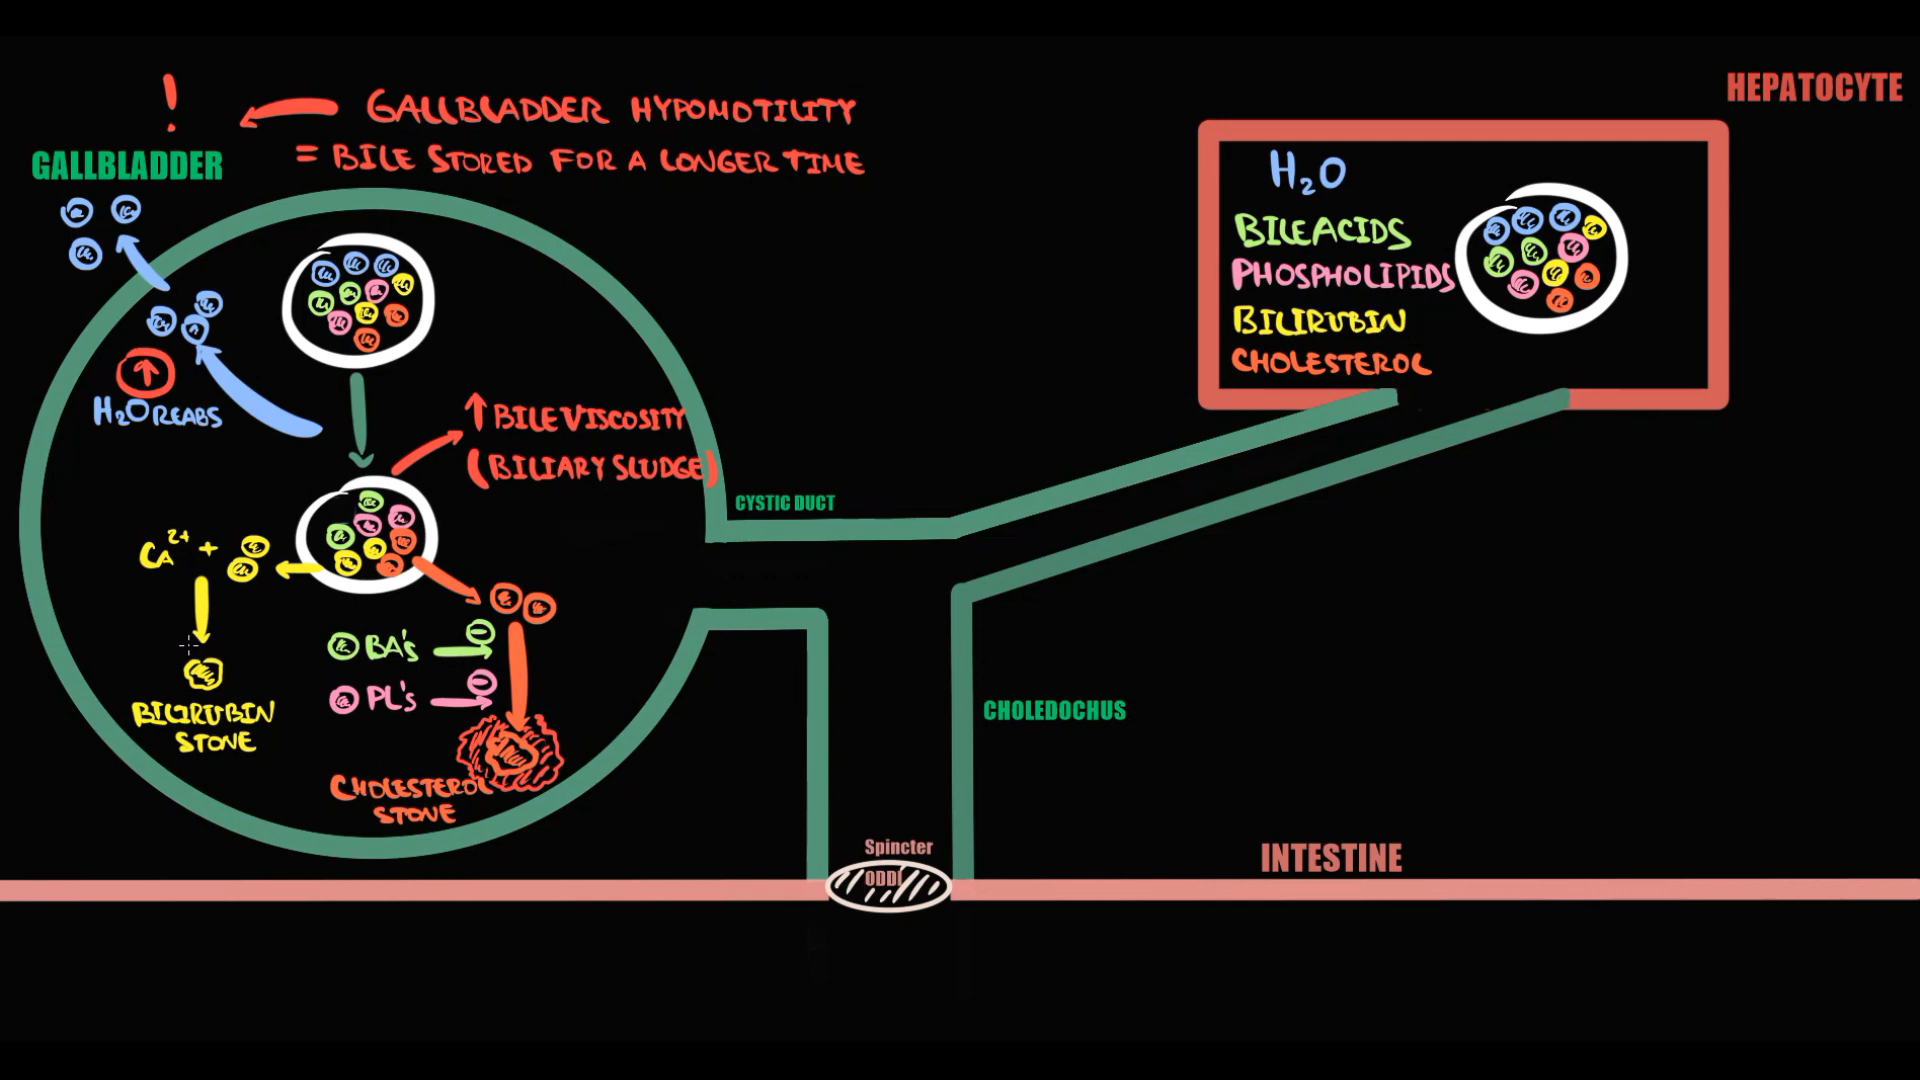 !
GALLBLADDER HYPOMOTILITY
= BILE STORED FOR A LONGER TIME
GALLBLADDER
↑
H₂O REABS
↑ BILE VISCOSITY
(BILIARY SLUDGE)
Ca²⁺ +
BILIRUBIN
STONE
BA's
PL's
CHOLESTEROL
STONE
CYSTIC DUCT
CHOLEDOCHUS
Spincter
ODDI
INTESTINE
HEPATOCYTE
H₂O
BILEACIDS
PHOSPHOLIPIDS
BILIRUBIN
CHOLESTEROL